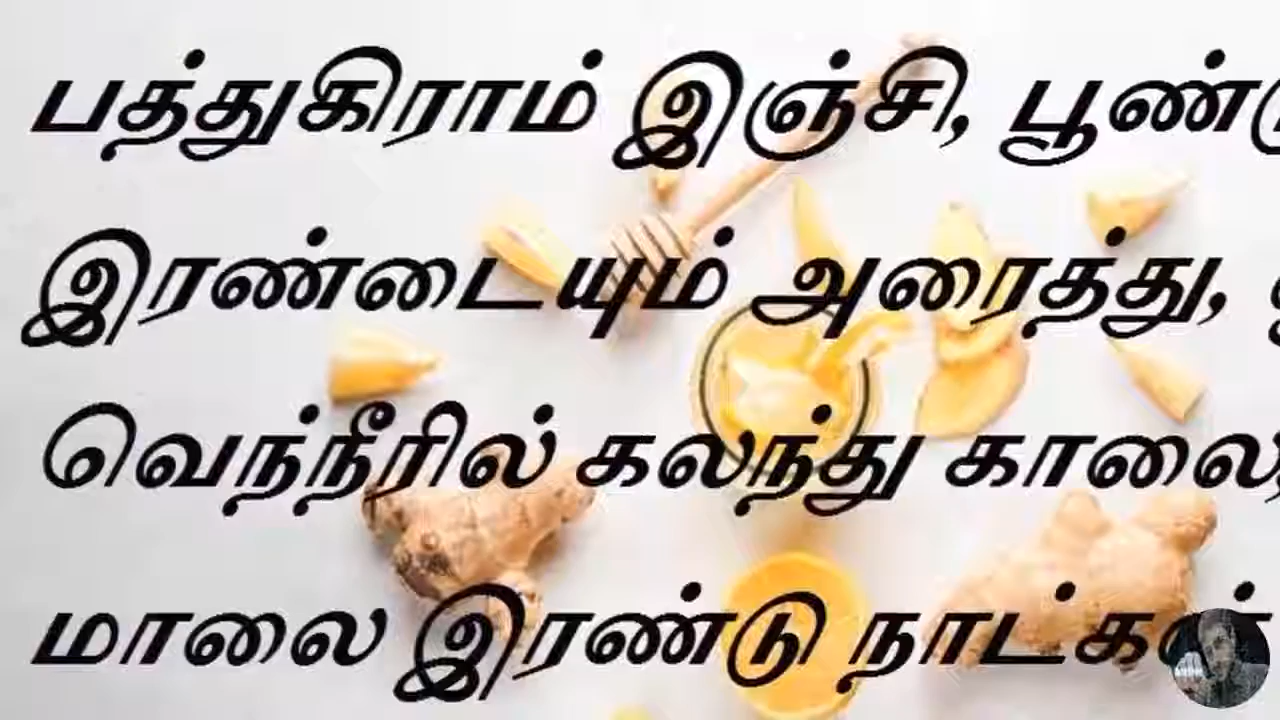 பத்துகிராம் இஞ்சி,
இரண்டையும் அரைத்து,
வெந்நீரில் கலந்து
மாலை இரண்டு